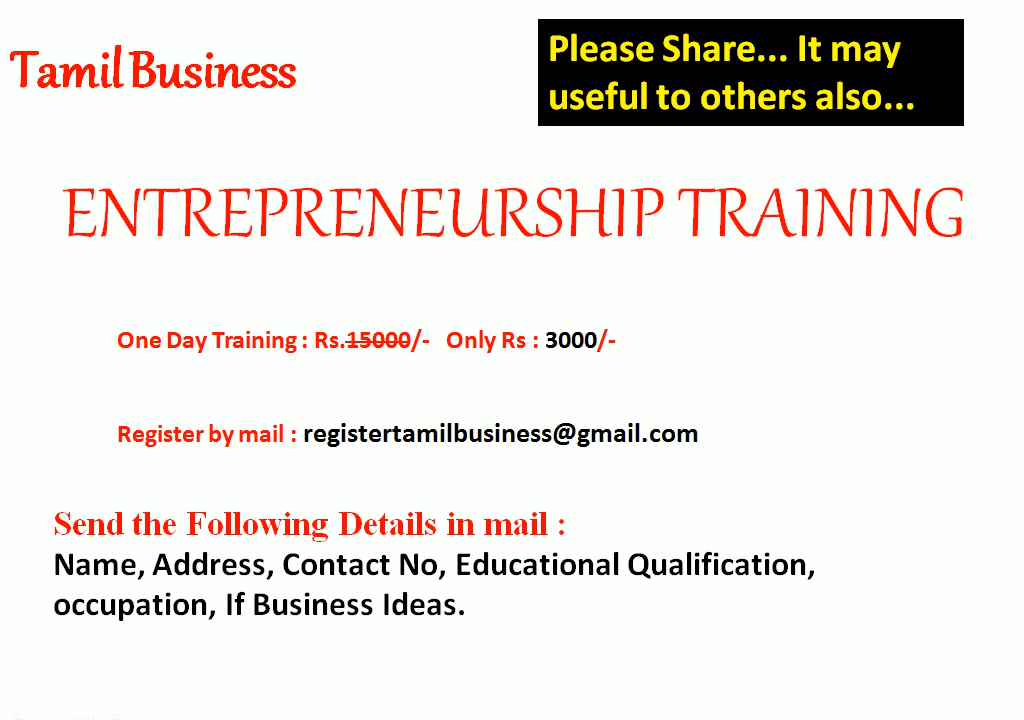 Tamil Business
Please Share... It may
useful to others also...
ENTREPRENEURSHIP TRAINING
One Day Training : Rs.15000/- Only Rs : 3000/-
Register by mail : registertamilbusiness@gmail.com
Send the Following Details in mail :
Name, Address, Contact No, Educational Qualification,
occupation, If Business Ideas.